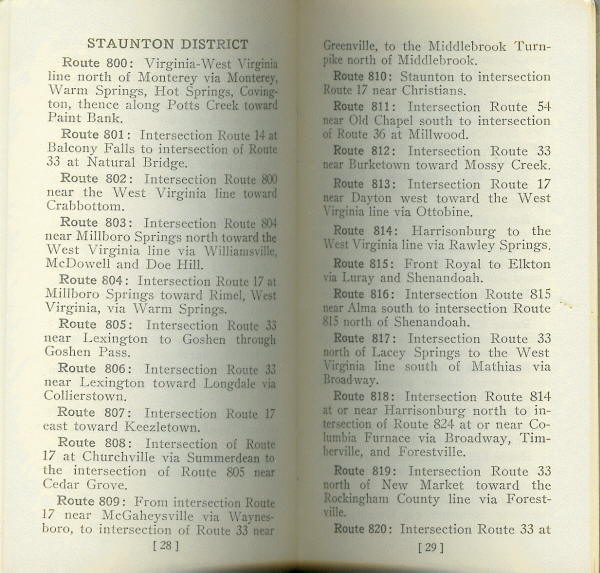 STAUNTON DISTRICT
Route 800: Virginia-West Virginia
line north of Monterey via Monterey,
Warm Springs, Hot Springs, Coving-
ton, thence along Potts Creek toward
Paint Bank.
Route 801: Intersection Route 14 at
Balcony Falls to intersection of Route
33 at Natural Bridge.
Route 802: Intersection Route 800
near the West Virginia line toward
Crabbottom.
Route 803: Intersection Route 804
near Millboro Springs north toward the
West Virginia line via Williamsville,
McDowell and Doe Hill.
Route 804: Intersection Route 17 at
Millboro Springs toward Rimel, West
Virginia, via Warm Springs.
Route 805: Intersection Route 33
near Lexington to Goshen through
Goshen Pass.
Route 806: Intersection Route 33
near Lexington toward Longdale via
Collierstown.
Route 807: Intersection Route 17
east toward Keezletown.
Route 808: Intersection of Route
17 at Churchville via Summerdean to
the intersection of Route 805 near
Cedar Grove.
Route 809: From intersection Route
17 near McGaheysville via Waynes-
boro, to intersection of Route 33 near
[ 28 ]
Greenville, to the Middlebrook Turn-
pike north of Middlebrook.
Route 810: Staunton to intersection
Route 17 near Christians.
Route 811: Intersection Route 54
near Old Chapel south to intersection
of Route 36 at Millwood.
Route 812: Intersection Route 33
near Burketown toward Mossy Creek.
Route 813: Intersection Route 17
near Dayton west toward the West
Virginia line via Ottobine.
Route 814: Harrisonburg to the
West Virginia line via Rawley Springs.
Route 815: Front Royal to Elkton
via Luray and Shenandoah.
Route 816: Intersection Route 815
near Alma south to intersection Route
815 north of Shenandoah.
Route 817: Intersection Route 33
north of Lacey Springs to the West
Virginia line south of Mathias via
Broadway.
Route 818: Intersection Route 814
at or near Harrisonburg north to in-
tersection of Route 824 at or near Co-
lumbia Furnace via Broadway, Tim-
berville, and Forestville.
Route 819: Intersection Route 33
north of New Market toward the
Rockingham County line via Forest-
ville.
Route 820: Intersection Route 33 at
[ 29 ]